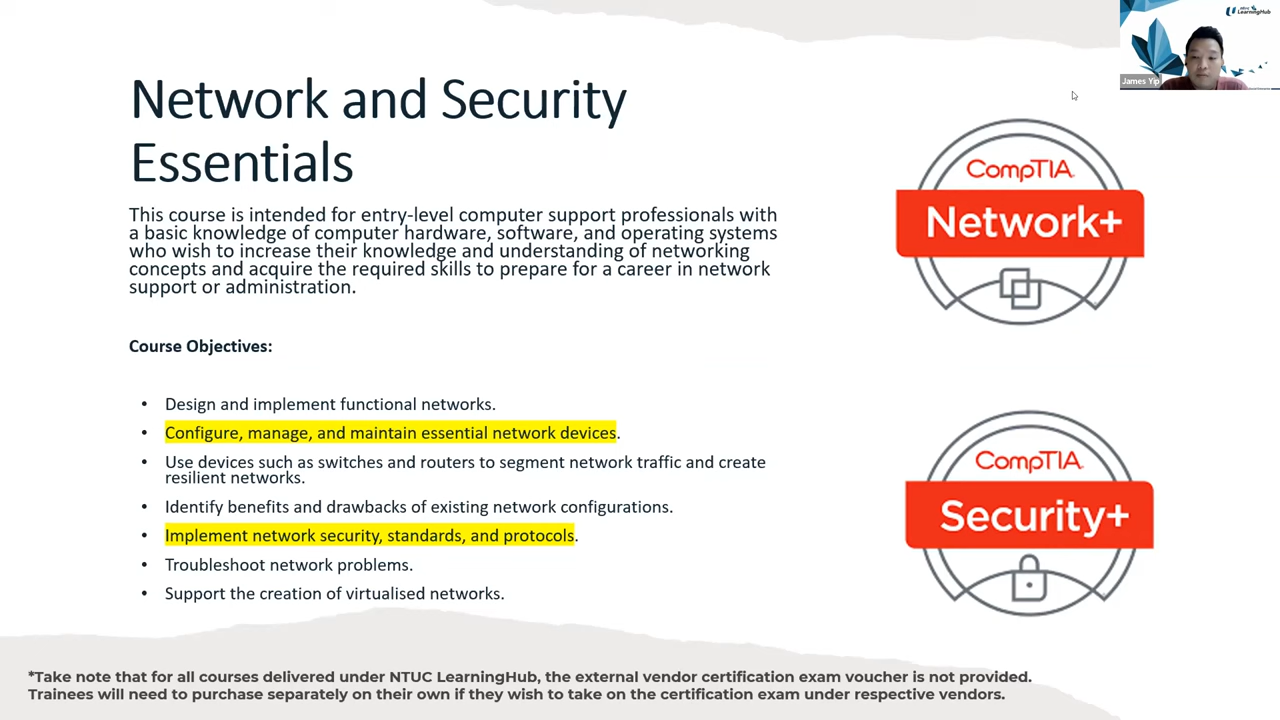 NTUC
LearningHub
James Yip
Network and Security
Essentials
This course is intended for entry-level computer support professionals with
a basic knowledge of computer hardware, software, and operating systems
who wish to increase their knowledge and understanding of networking
concepts and acquire the required skills to prepare for a career in network
support or administration.
Course Objectives:
• Design and implement functional networks.
• Configure, manage, and maintain essential network devices.
• Use devices such as switches and routers to segment network traffic and create
resilient networks.
• Identify benefits and drawbacks of existing network configurations.
• Implement network security, standards, and protocols.
• Troubleshoot network problems.
• Support the creation of virtualised networks.
CompTIA.
Network+
CompTIA.
Security+
*Take note that for all courses delivered under NTUC LearningHub, the external vendor certification exam voucher is not provided.
Trainees will need to purchase separately on their own if they wish to take on the certification exam under respective vendors.